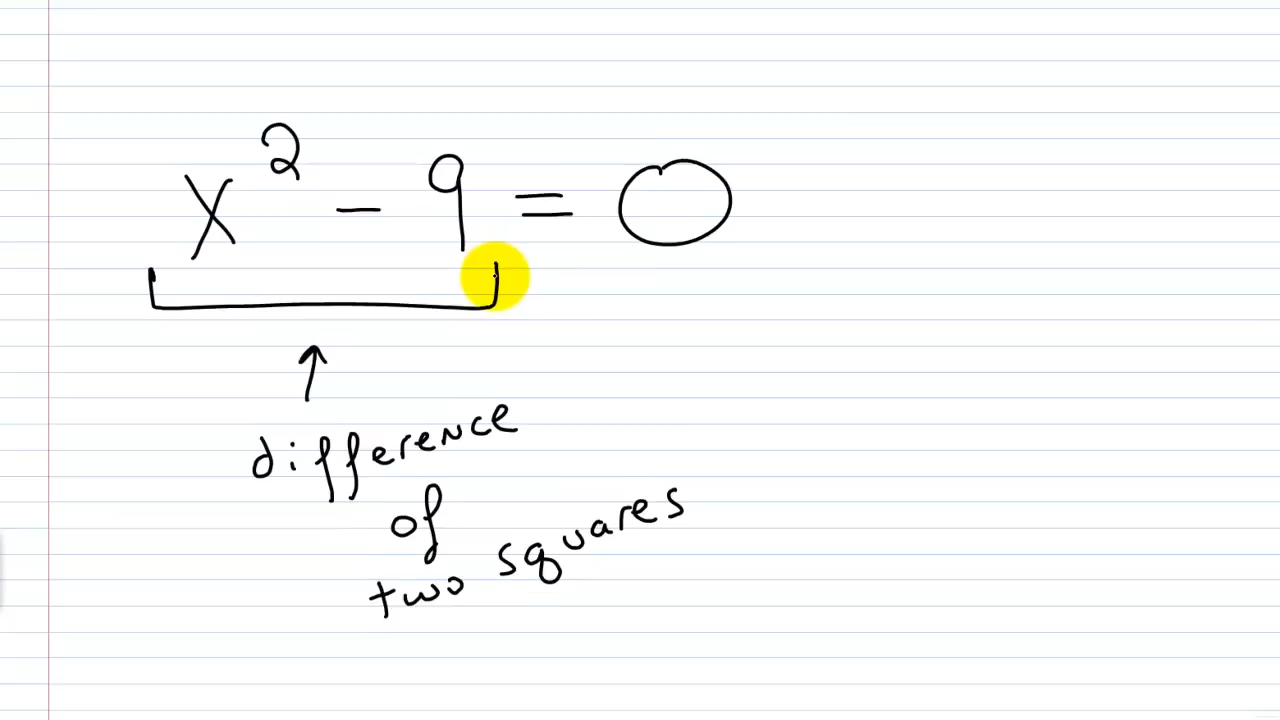 x² - 9 = 0
difference
of
two squares